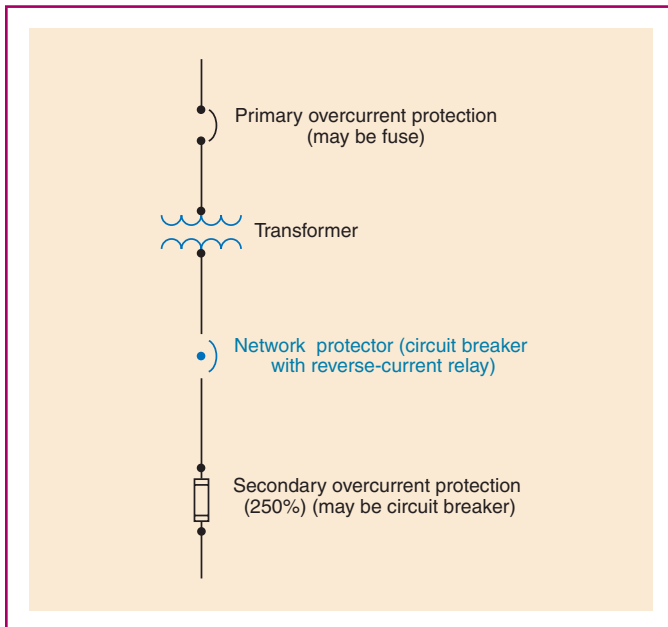 Primary overcurrent protection
(may be fuse)
Transformer
Network protector (circuit breaker
with reverse-current relay)
Secondary overcurrent protection
(250%) (may be circuit breaker)